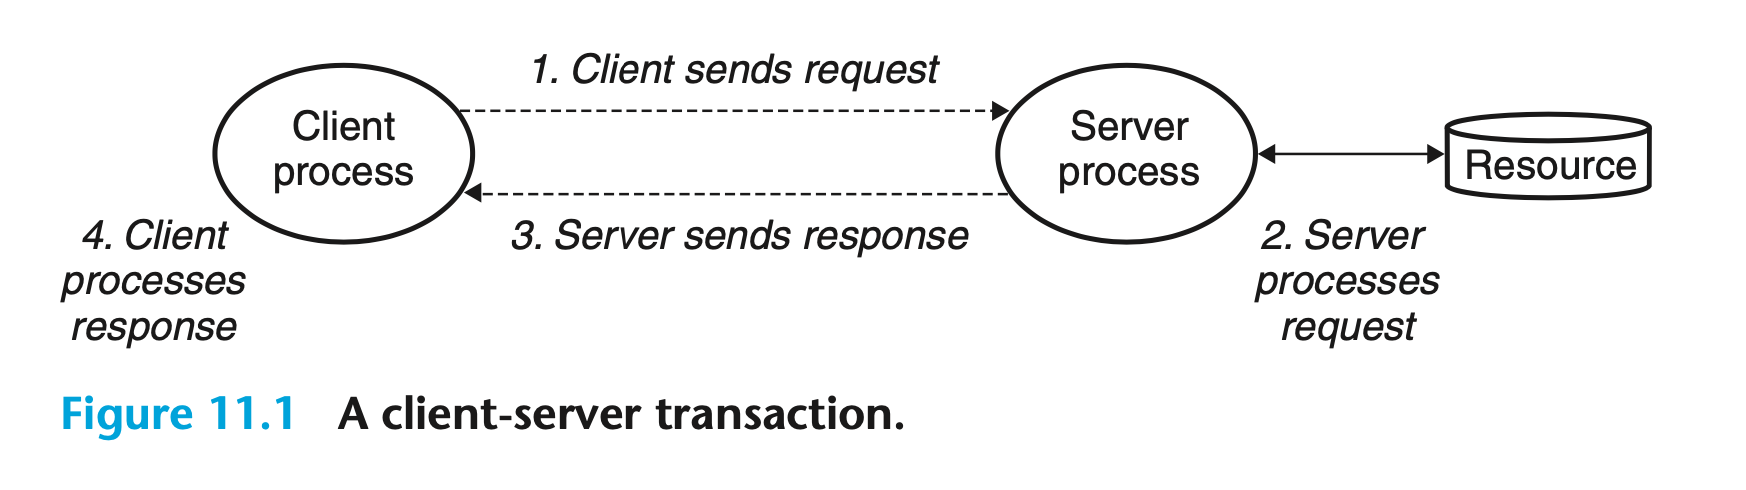 1. Client sends request
Client
process
Server
process
Resource
4. Client
processes
response
3. Server sends response
2. Server
processes
request
Figure 11.1 A client-server transaction.